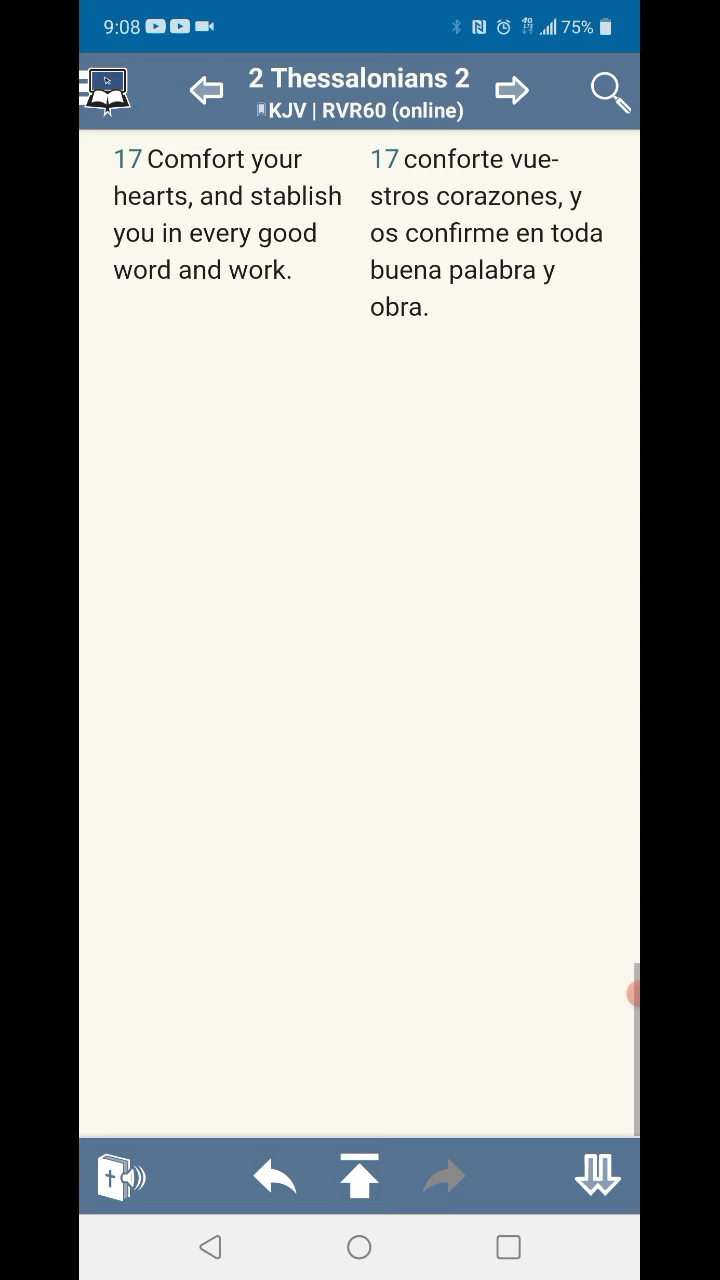 9:08 4G 75%
2 Thessalonians 2
KJV | RVR60 (online)
17 Comfort your
hearts, and stablish
you in every good
word and work.
17 conforte vue-
stros corazones, y
os confirme en toda
buena palabra y
obra.